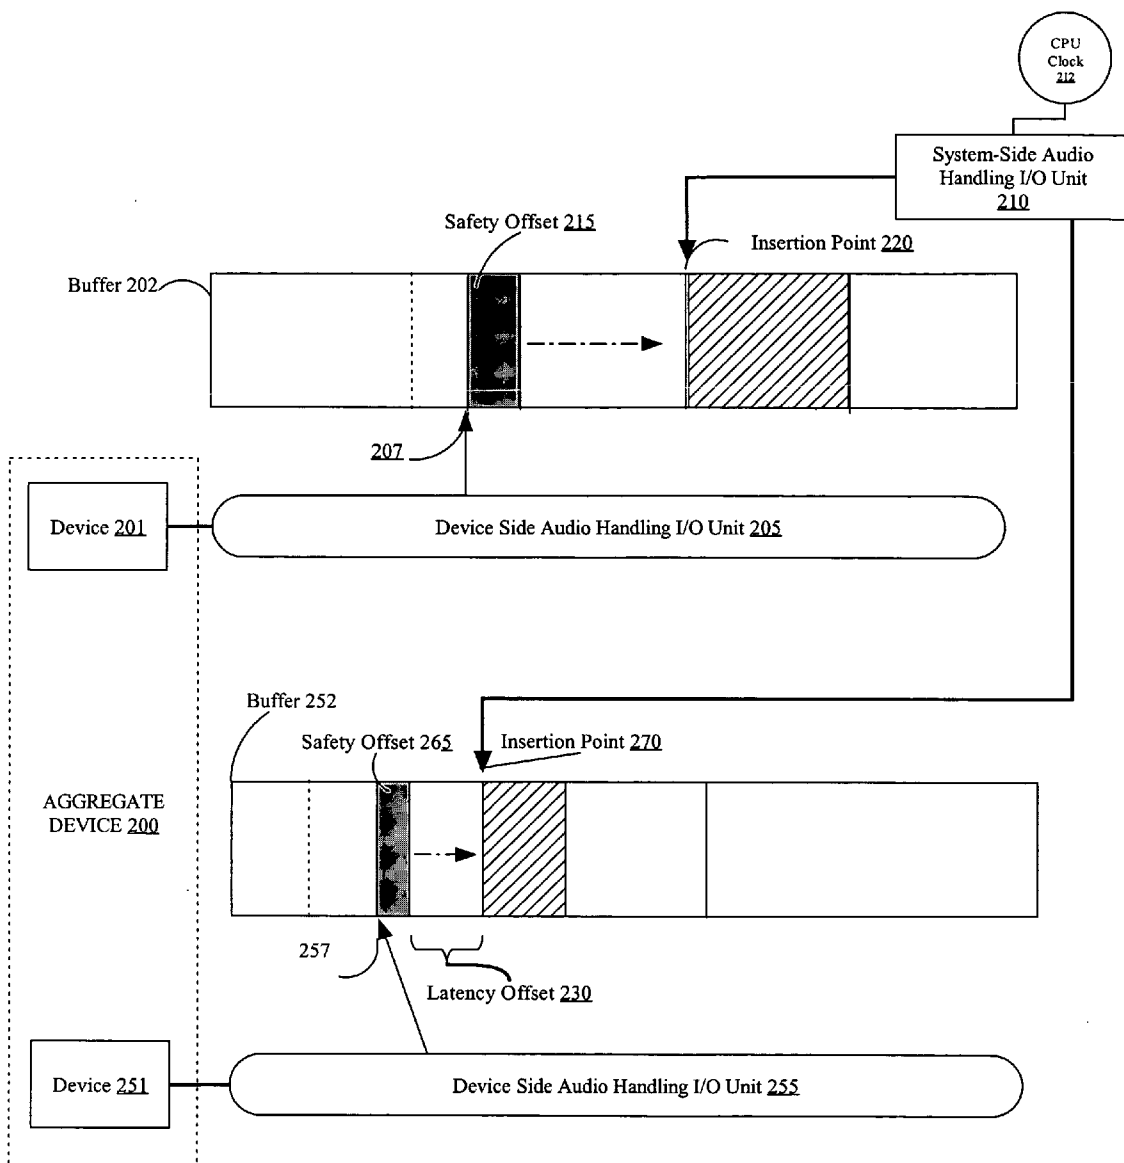 CPU
Clock
212
System-Side Audio
Handling I/O Unit
210
Safety Offset 215
Insertion Point 220
Buffer 202
207
Device 201
Device Side Audio Handling I/O Unit 205
Buffer 252
Safety Offset 265
Insertion Point 270
AGGREGATE
DEVICE 200
257
Latency Offset 230
Device 251
Device Side Audio Handling I/O Unit 255